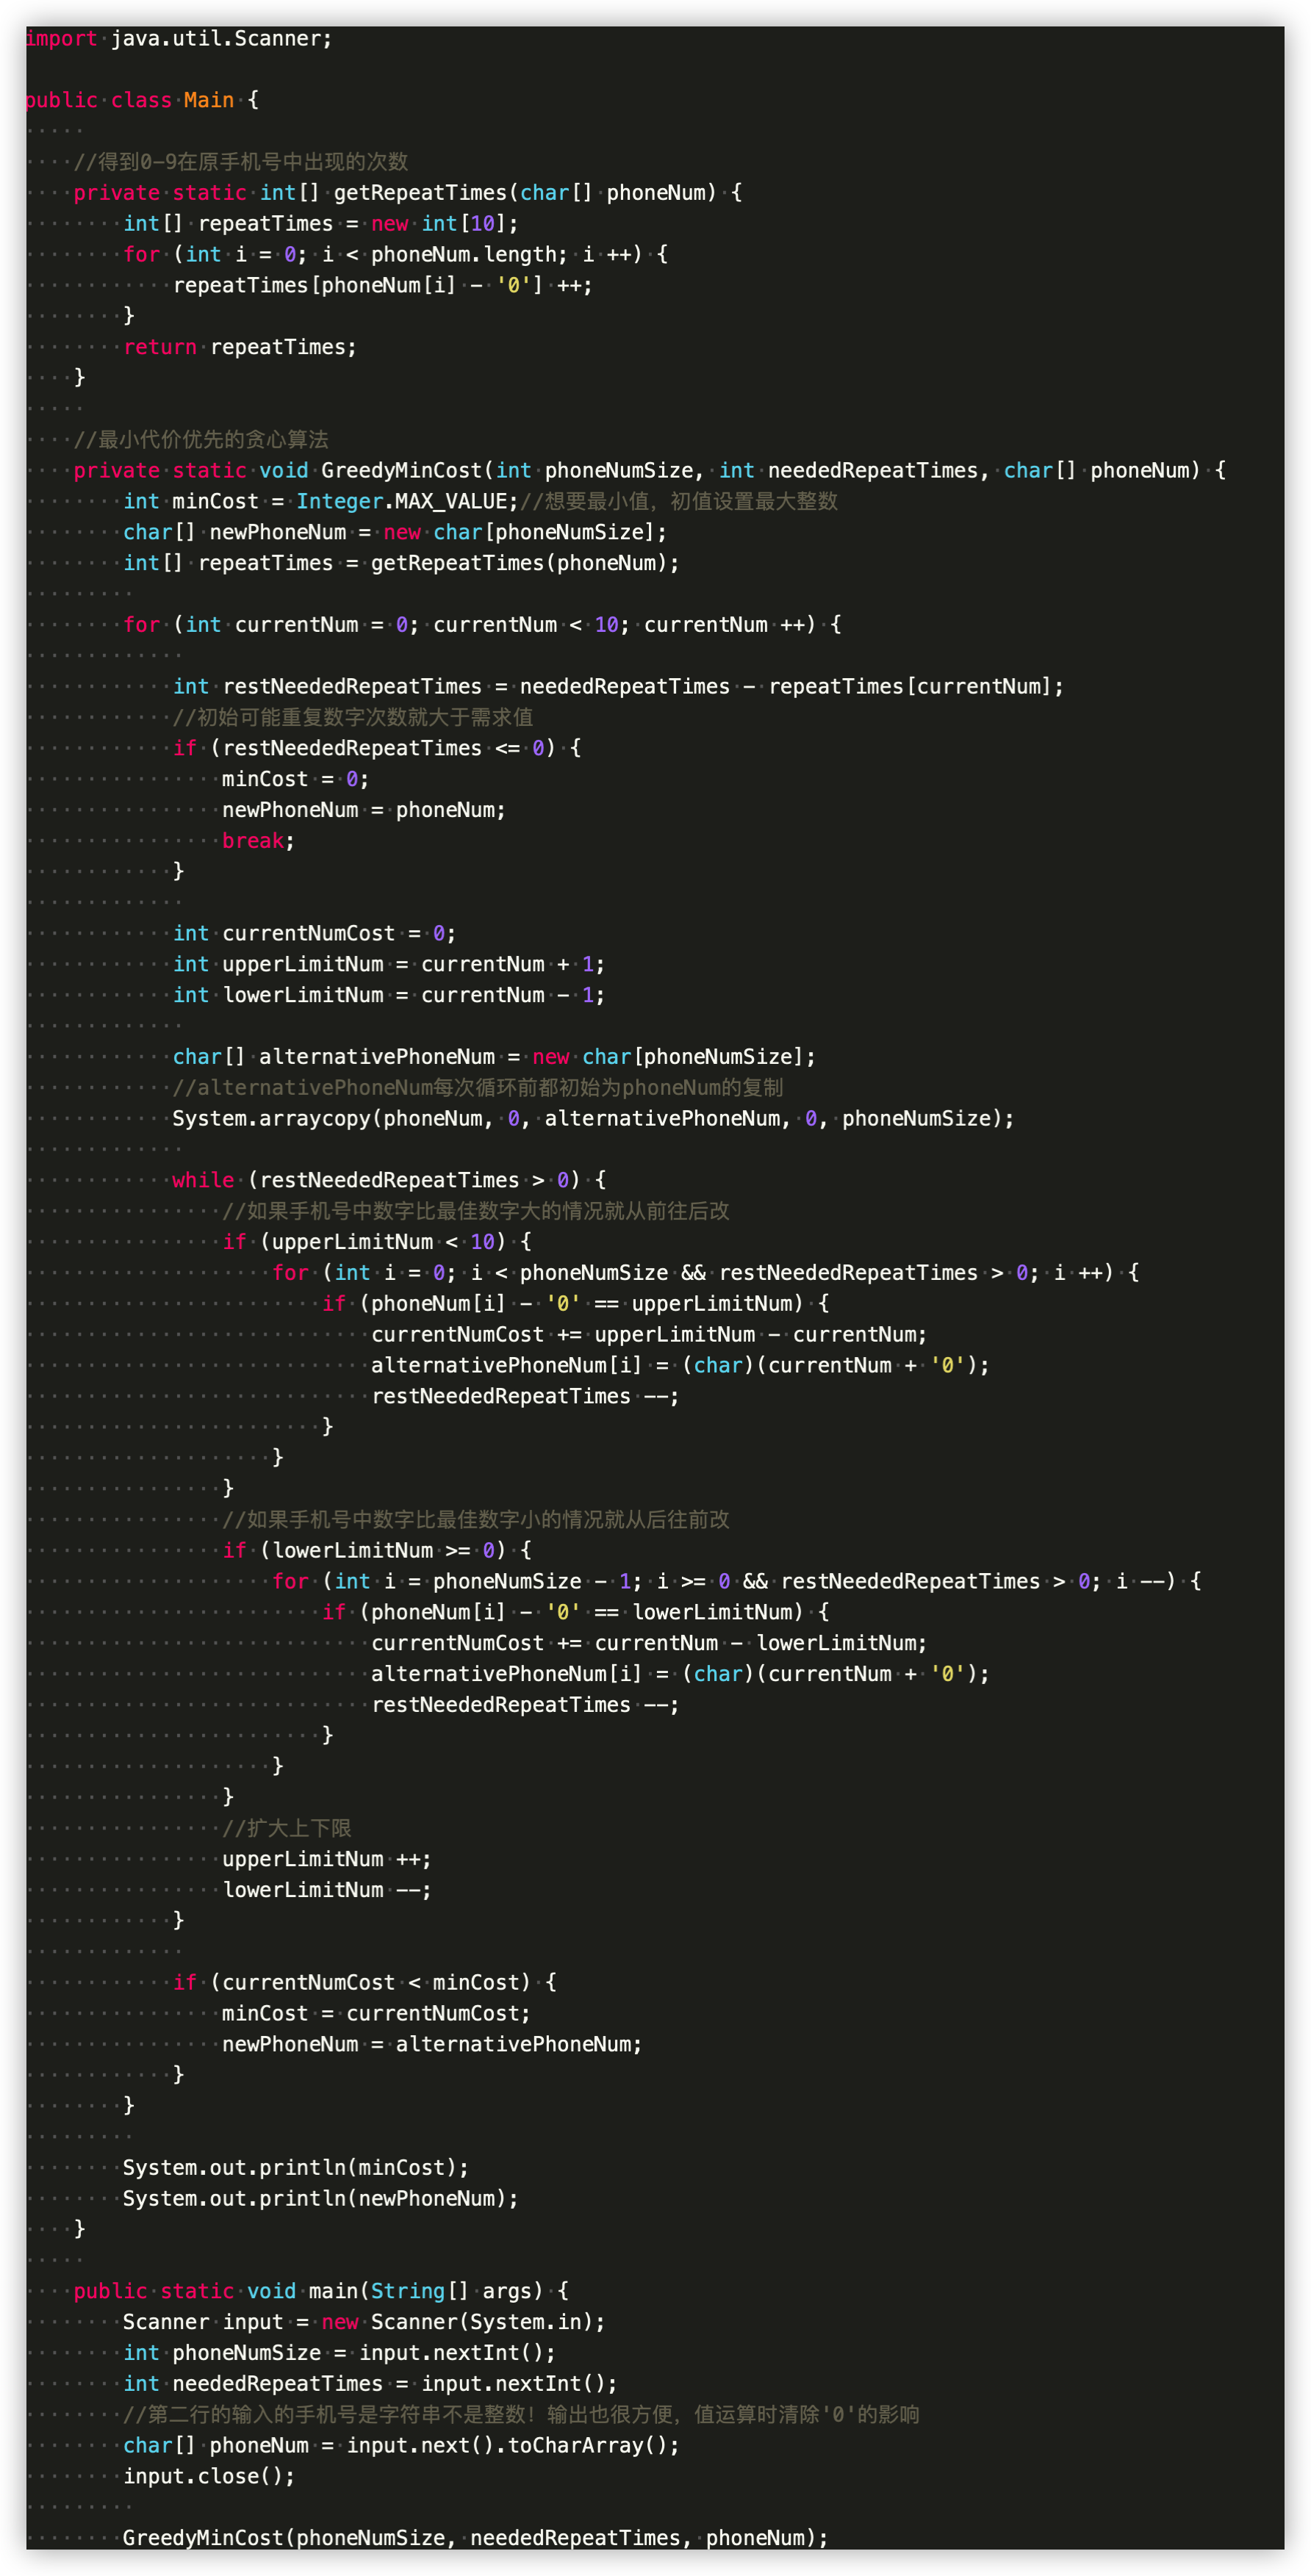 import java.util.Scanner;
public class Main {
//得到0-9在原手机号中出现的次数
private static int[] getRepeatTimes(char[] phoneNum) {
int[] repeatTimes = new int[10];
for (int i = 0; i < phoneNum.length; i ++) {
repeatTimes[phoneNum[i] - '0'] ++;
}
return repeatTimes;
}
//最小代价优先的贪心算法
private static void GreedyMinCost(int phoneNumSize, int neededRepeatTimes, char[] phoneNum) {
int minCost = Integer.MAX_VALUE;//想要最小值，初值设置最大整数
char[] newPhoneNum = new char[phoneNumSize];
int[] repeatTimes = getRepeatTimes(phoneNum);
for (int currentNum = 0; currentNum < 10; currentNum ++) {
int restNeededRepeatTimes = neededRepeatTimes - repeatTimes[currentNum];
//初始可能重复数字次数就大于需求值
if (restNeededRepeatTimes <= 0) {
minCost = 0;
newPhoneNum = phoneNum;
break;
}
int currentNumCost = 0;
int upperLimitNum = currentNum + 1;
int lowerLimitNum = currentNum - 1;
char[] alternativePhoneNum = new char[phoneNumSize];
//alternativePhoneNum每次循环前都初始为phoneNum的复制
System.arraycopy(phoneNum, 0, alternativePhoneNum, 0, phoneNumSize);
while (restNeededRepeatTimes > 0) {
//如果手机号中数字比最佳数字大的情况就从前往后改
if (upperLimitNum < 10) {
for (int i = 0; i < phoneNumSize && restNeededRepeatTimes > 0; i ++) {
if (phoneNum[i] - '0' == upperLimitNum) {
currentNumCost += upperLimitNum - currentNum;
alternativePhoneNum[i] = (char)(currentNum + '0');
restNeededRepeatTimes --;
}
}
}
//如果手机号中数字比最佳数字小的情况就从后往前改
if (lowerLimitNum >= 0) {
for (int i = phoneNumSize - 1; i >= 0 && restNeededRepeatTimes > 0; i --) {
if (phoneNum[i] - '0' == lowerLimitNum) {
currentNumCost += currentNum - lowerLimitNum;
alternativePhoneNum[i] = (char)(currentNum + '0');
restNeededRepeatTimes --;
}
}
}
//扩大上下限
upperLimitNum ++;
lowerLimitNum --;
}
if (currentNumCost < minCost) {
minCost = currentNumCost;
newPhoneNum = alternativePhoneNum;
}
}
System.out.println(minCost);
System.out.println(newPhoneNum);
}
public static void main(String[] args) {
Scanner input = new Scanner(System.in);
int phoneNumSize = input.nextInt();
int neededRepeatTimes = input.nextInt();
//第二行的输入的手机号是字符串不是整数！输出也很方便，值运算时清除'0'的影响
char[] phoneNum = input.next().toCharArray();
input.close();
GreedyMinCost(phoneNumSize, neededRepeatTimes, phoneNum);